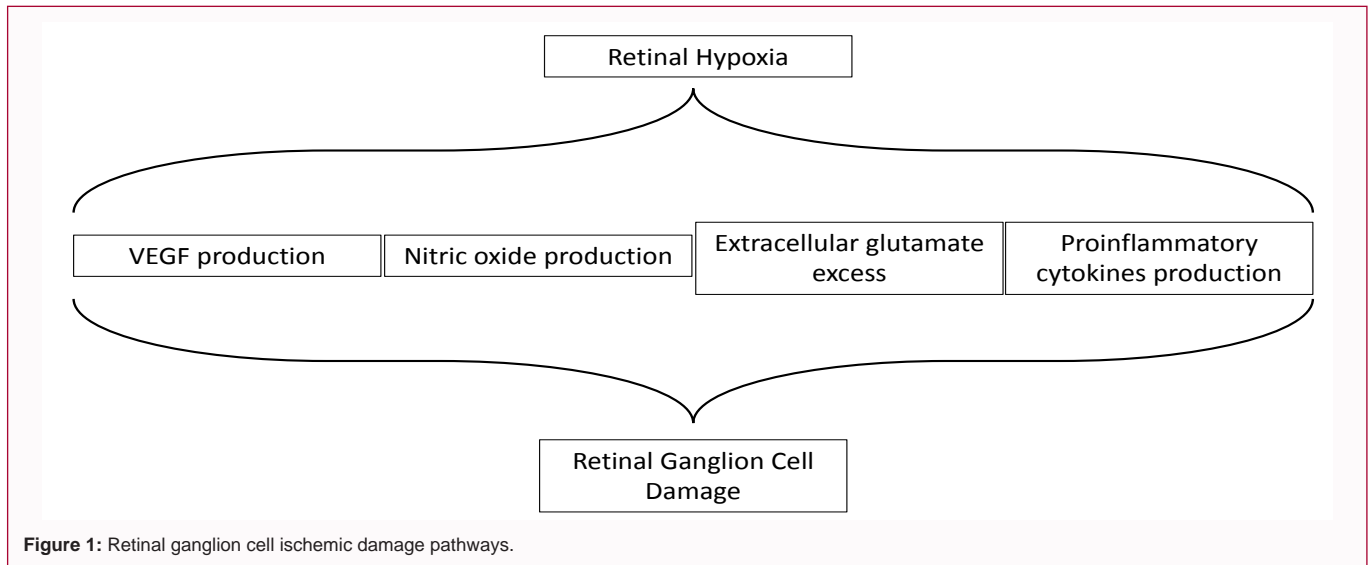 Retinal Hypoxia
VEGF production
Nitric oxide production
Extracellular glutamate
excess
Proinflammatory
cytokines production
Retinal Ganglion Cell
Damage
Figure 1: Retinal ganglion cell ischemic damage pathways.